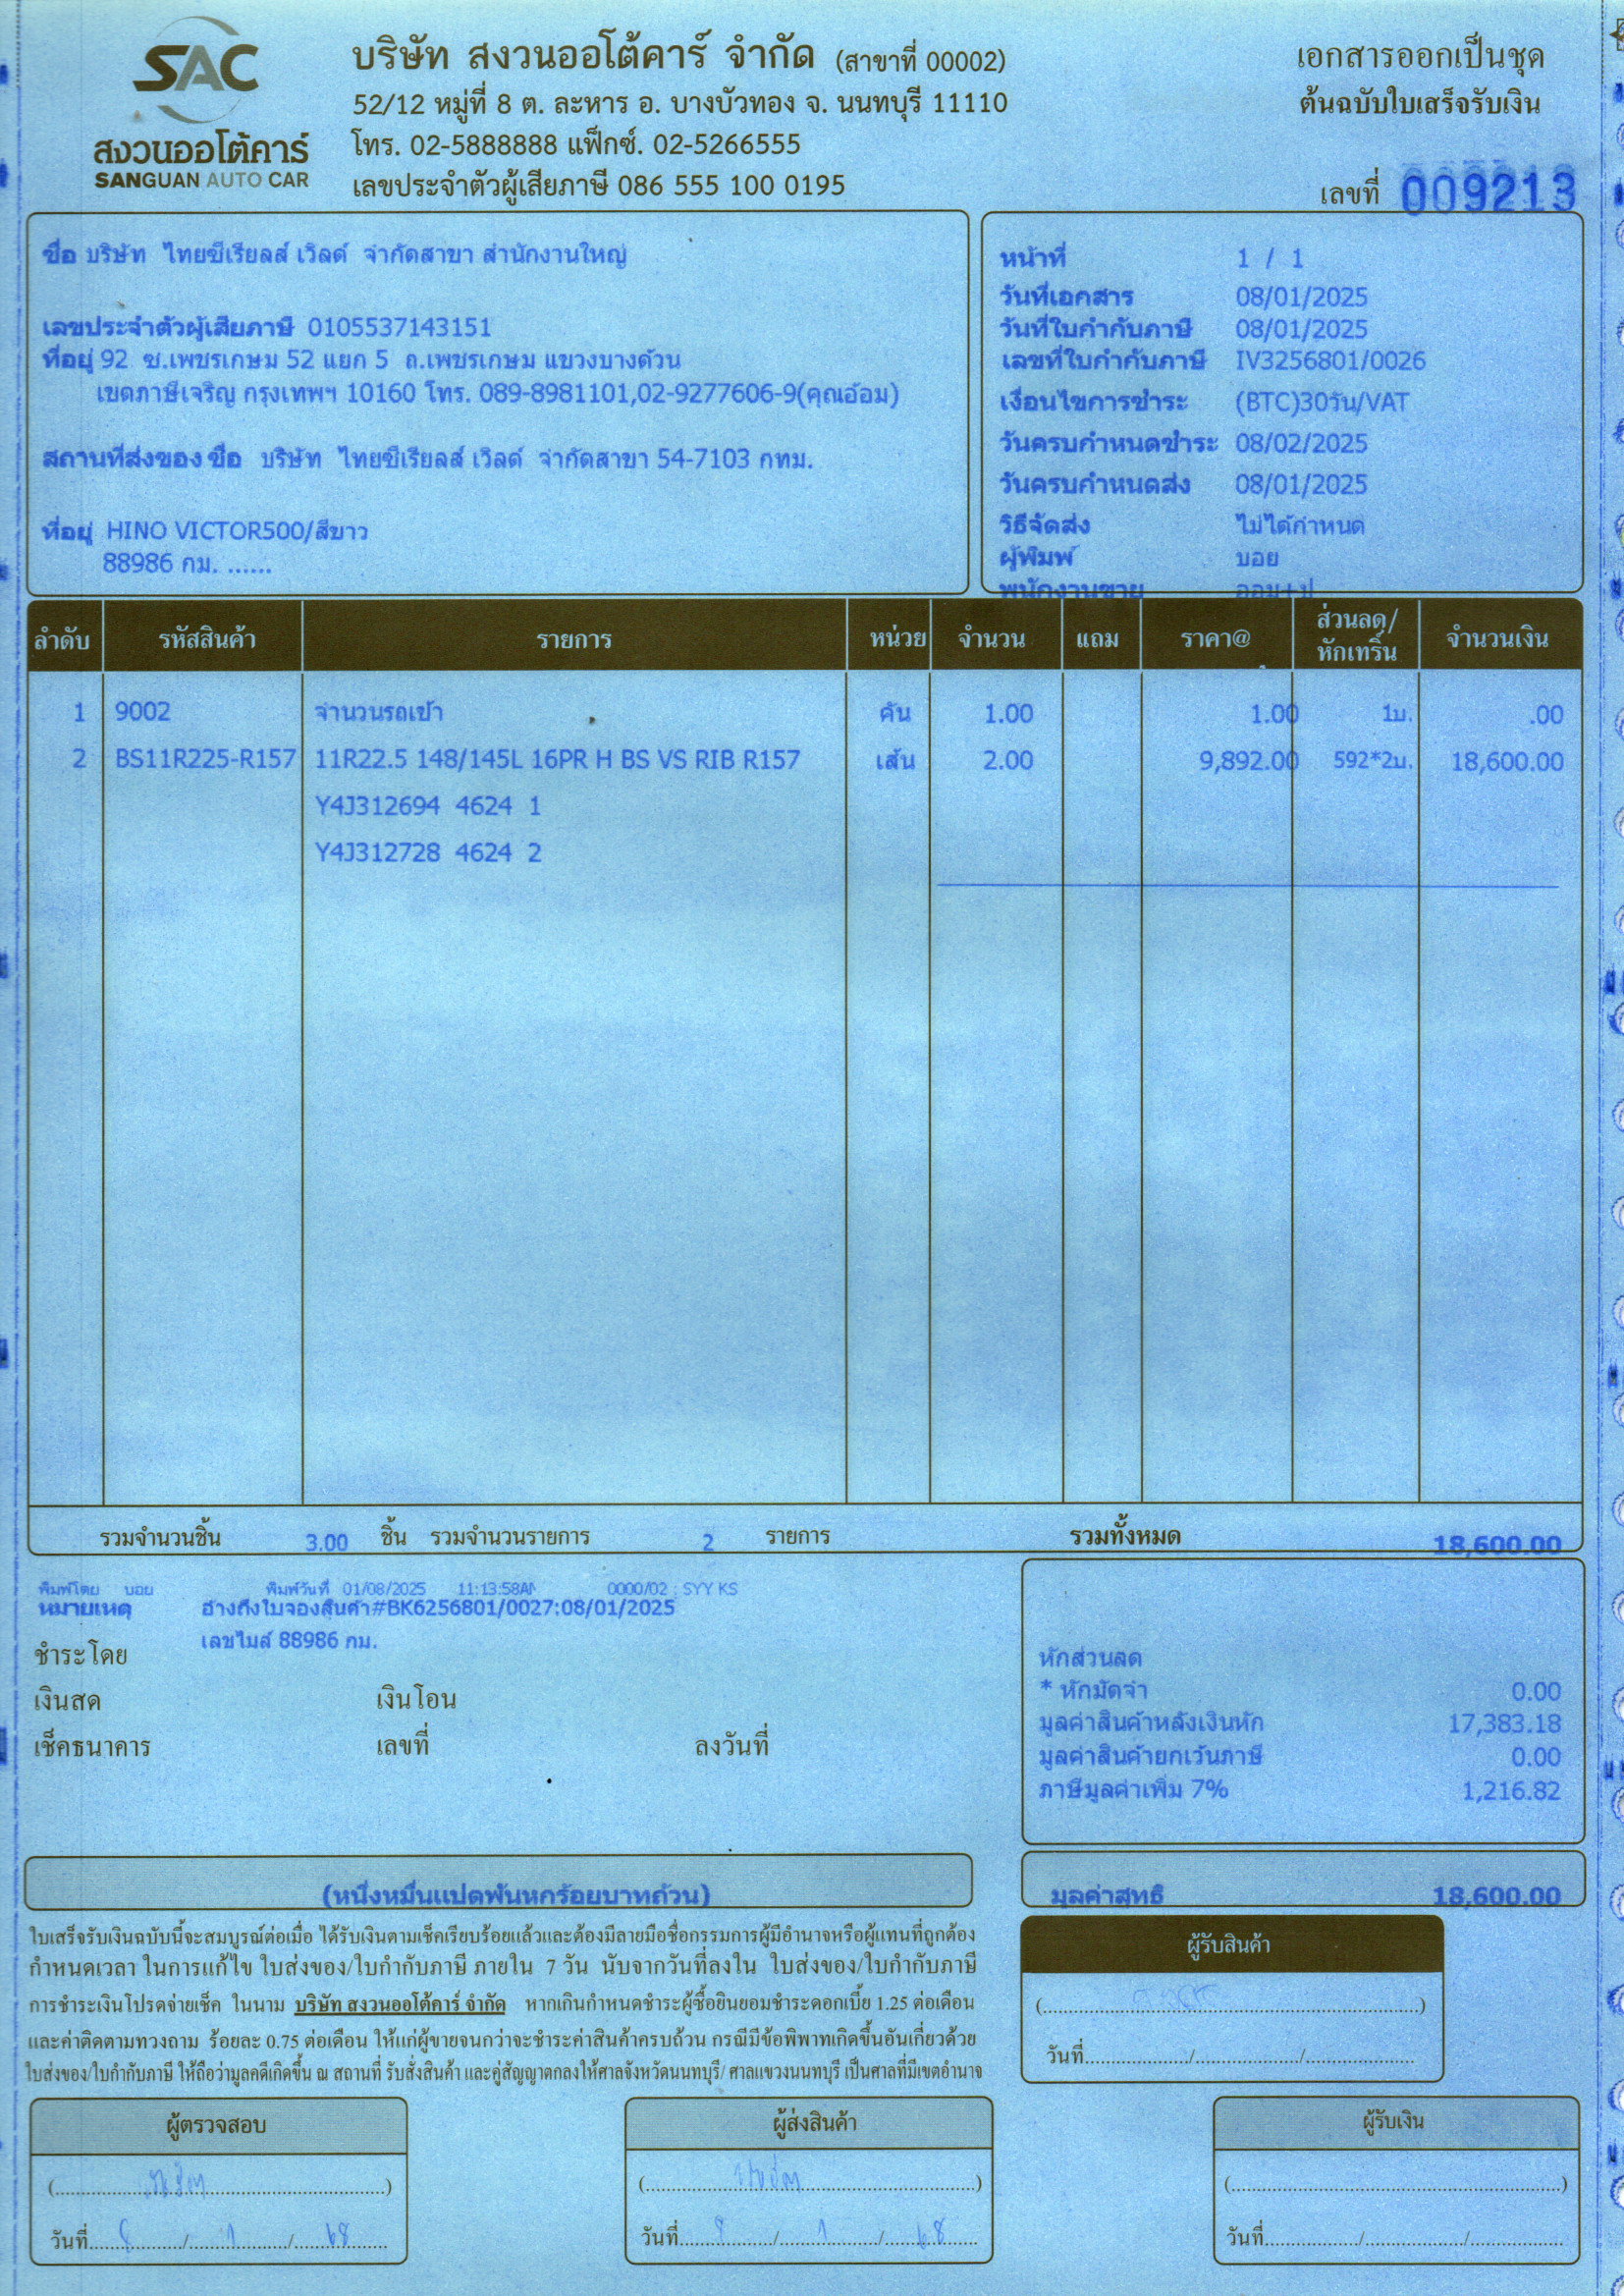 SAC
สงวนออโต้คาร์
SANGUAN AUTO CAR
บริษัท สงวนออโต้คาร์ จำกัด (สาขาที่ 00002)
52/12 หมู่ที่ 8 ต. ละหาร อ. บางบัวทอง จ. นนทบุรี 11110
โทร. 02-5888888 แฟ็กซ์. 02-5266555
เลขประจำตัวผู้เสียภาษี 086 555 100 0195
เอกสารออกเป็นชุด
ต้นฉบับใบเสร็จรับเงิน
เลขที่ 009213
ชื่อ บริษัท ไทยซีเรียลส์ เวิลด์ จำกัดสาขา สำนักงานใหญ่
เลขประจำตัวผู้เสียภาษี 0105537143151
ที่อยู่ 92 ซ.เพชรเกษม 52 แยก 5 ถ.เพชรเกษม แขวงบางด้วน
เขตภาษีเจริญ กรุงเทพฯ 10160 โทร. 089-8981101,02-9277606-9(คุณอ้อม)
สถานที่ส่งของ ชื่อ บริษัท ไทยซีเรียลส์ เวิลด์ จำกัดสาขา 54-7103 กทม.
ที่อยู่ HINO VICTOR500/สีขาว
88986 กม. ......
หน้าที่ 1 / 1
วันที่เอกสาร 08/01/2025
วันที่ใบกำกับภาษี 08/01/2025
เลขที่ใบกำกับภาษี IV3256801/0026
เงื่อนไขการชำระ (BTC)30วัน/VAT
วันครบกำหนดชำระ 08/02/2025
วันครบกำหนดส่ง 08/01/2025
วิธีจัดส่ง ไม่ได้กำหนด
ผู้พิมพ์ บอย
พนักงานขาย
ลำดับ รหัสสินค้า รายการ หน่วย จำนวน แถม ราคา@ ส่วนลด/หักเทริ์น จำนวนเงิน
1 9002 จำนวนรถเข้า คัน 1.00 1.00 1บ. .00
2 BS11R225-R157 11R22.5 148/145L 16PR H BS VS RIB R157 เส้น 2.00 9,892.00 592*2บ. 18,600.00
Y4J312694 4624 1
Y4J312728 4624 2
รวมจำนวนชิ้น 3.00 ชิ้น รวมจำนวนรายการ 2 รายการ รวมทั้งหมด 18,600.00
พิมพ์โดย บอย พิมพ์วันที่ 01/08/2025 11:13:58AM 0000/02 : SYY KS
หมายเหตุ อ้างถึงใบจองสินค้า#BK6256801/0027:08/01/2025
เลขไมล์ 88986 กม.
ชำระโดย
เงินสด เงินโอน
เช็คธนาคาร เลขที่ ลงวันที่
หักส่วนลด
* หักมัดจำ 0.00
มูลค่าสินค้าหลังเงินหัก 17,383.18
มูลค่าสินค้ายกเว้นภาษี 0.00
ภาษีมูลค่าเพิ่ม 7% 1,216.82
(หนึ่งหมื่นแปดพันหกร้อยบาทถ้วน)
มูลค่าสุทธิ 18,600.00
ใบเสร็จรับเงินฉบับนี้จะสมบูรณ์ต่อเมื่อ ได้รับเงินตามเช็คเรียบร้อยแล้วและต้องมีลายมือชื่อกรรมการผู้มีอำนาจหรือผู้แทนที่ถูกต้อง
กำหนดเวลา ในการแก้ไข ใบส่งของ/ใบกำกับภาษี ภายใน 7 วัน นับจากวันที่ลงใน ใบส่งของ/ใบกำกับภาษี
การชำระเงินโปรดจ่ายเช็ค ในนาม บริษัท สงวนออโต้คาร์ จำกัด หากเกินกำหนดชำระผู้ซื้อยินยอมชำระดอกเบี้ย 1.25 ต่อเดือน
และค่าติดตามทวงถาม ร้อยละ 0.75 ต่อเดือน ให้แก่ผู้ขายจนกว่าจะชำระค่าสินค้าครบถ้วน กรณีมีข้อพิพาทเกิดขึ้นอันเกี่ยวด้วย
ใบส่งของ/ใบกำกับภาษี ให้ถือว่ามูลคดีเกิดขึ้น ณ สถานที่ รับสั่งสินค้า และคู่สัญญาตกลงให้ศาลจังหวัดนนทบุรี/ ศาลแขวงนนทบุรี เป็นศาลที่มีเขตอำนาจ
ผู้รับสินค้า
วันที่
ผู้ตรวจสอบ
วันที่ 8 / 1 / 68
ผู้ส่งสินค้า
วันที่ 8 / 1 / 68
ผู้รับเงิน
วันที่